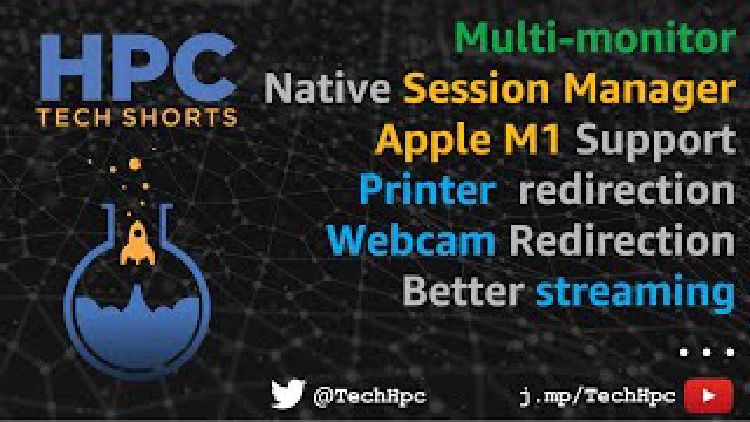 HPC
TECH SHORTS
Multi-monitor
Native Session Manager
Apple M1 Support
Printer redirection
Webcam Redirection
Better streaming
...
@TechHpc
j.mp/TechHpc